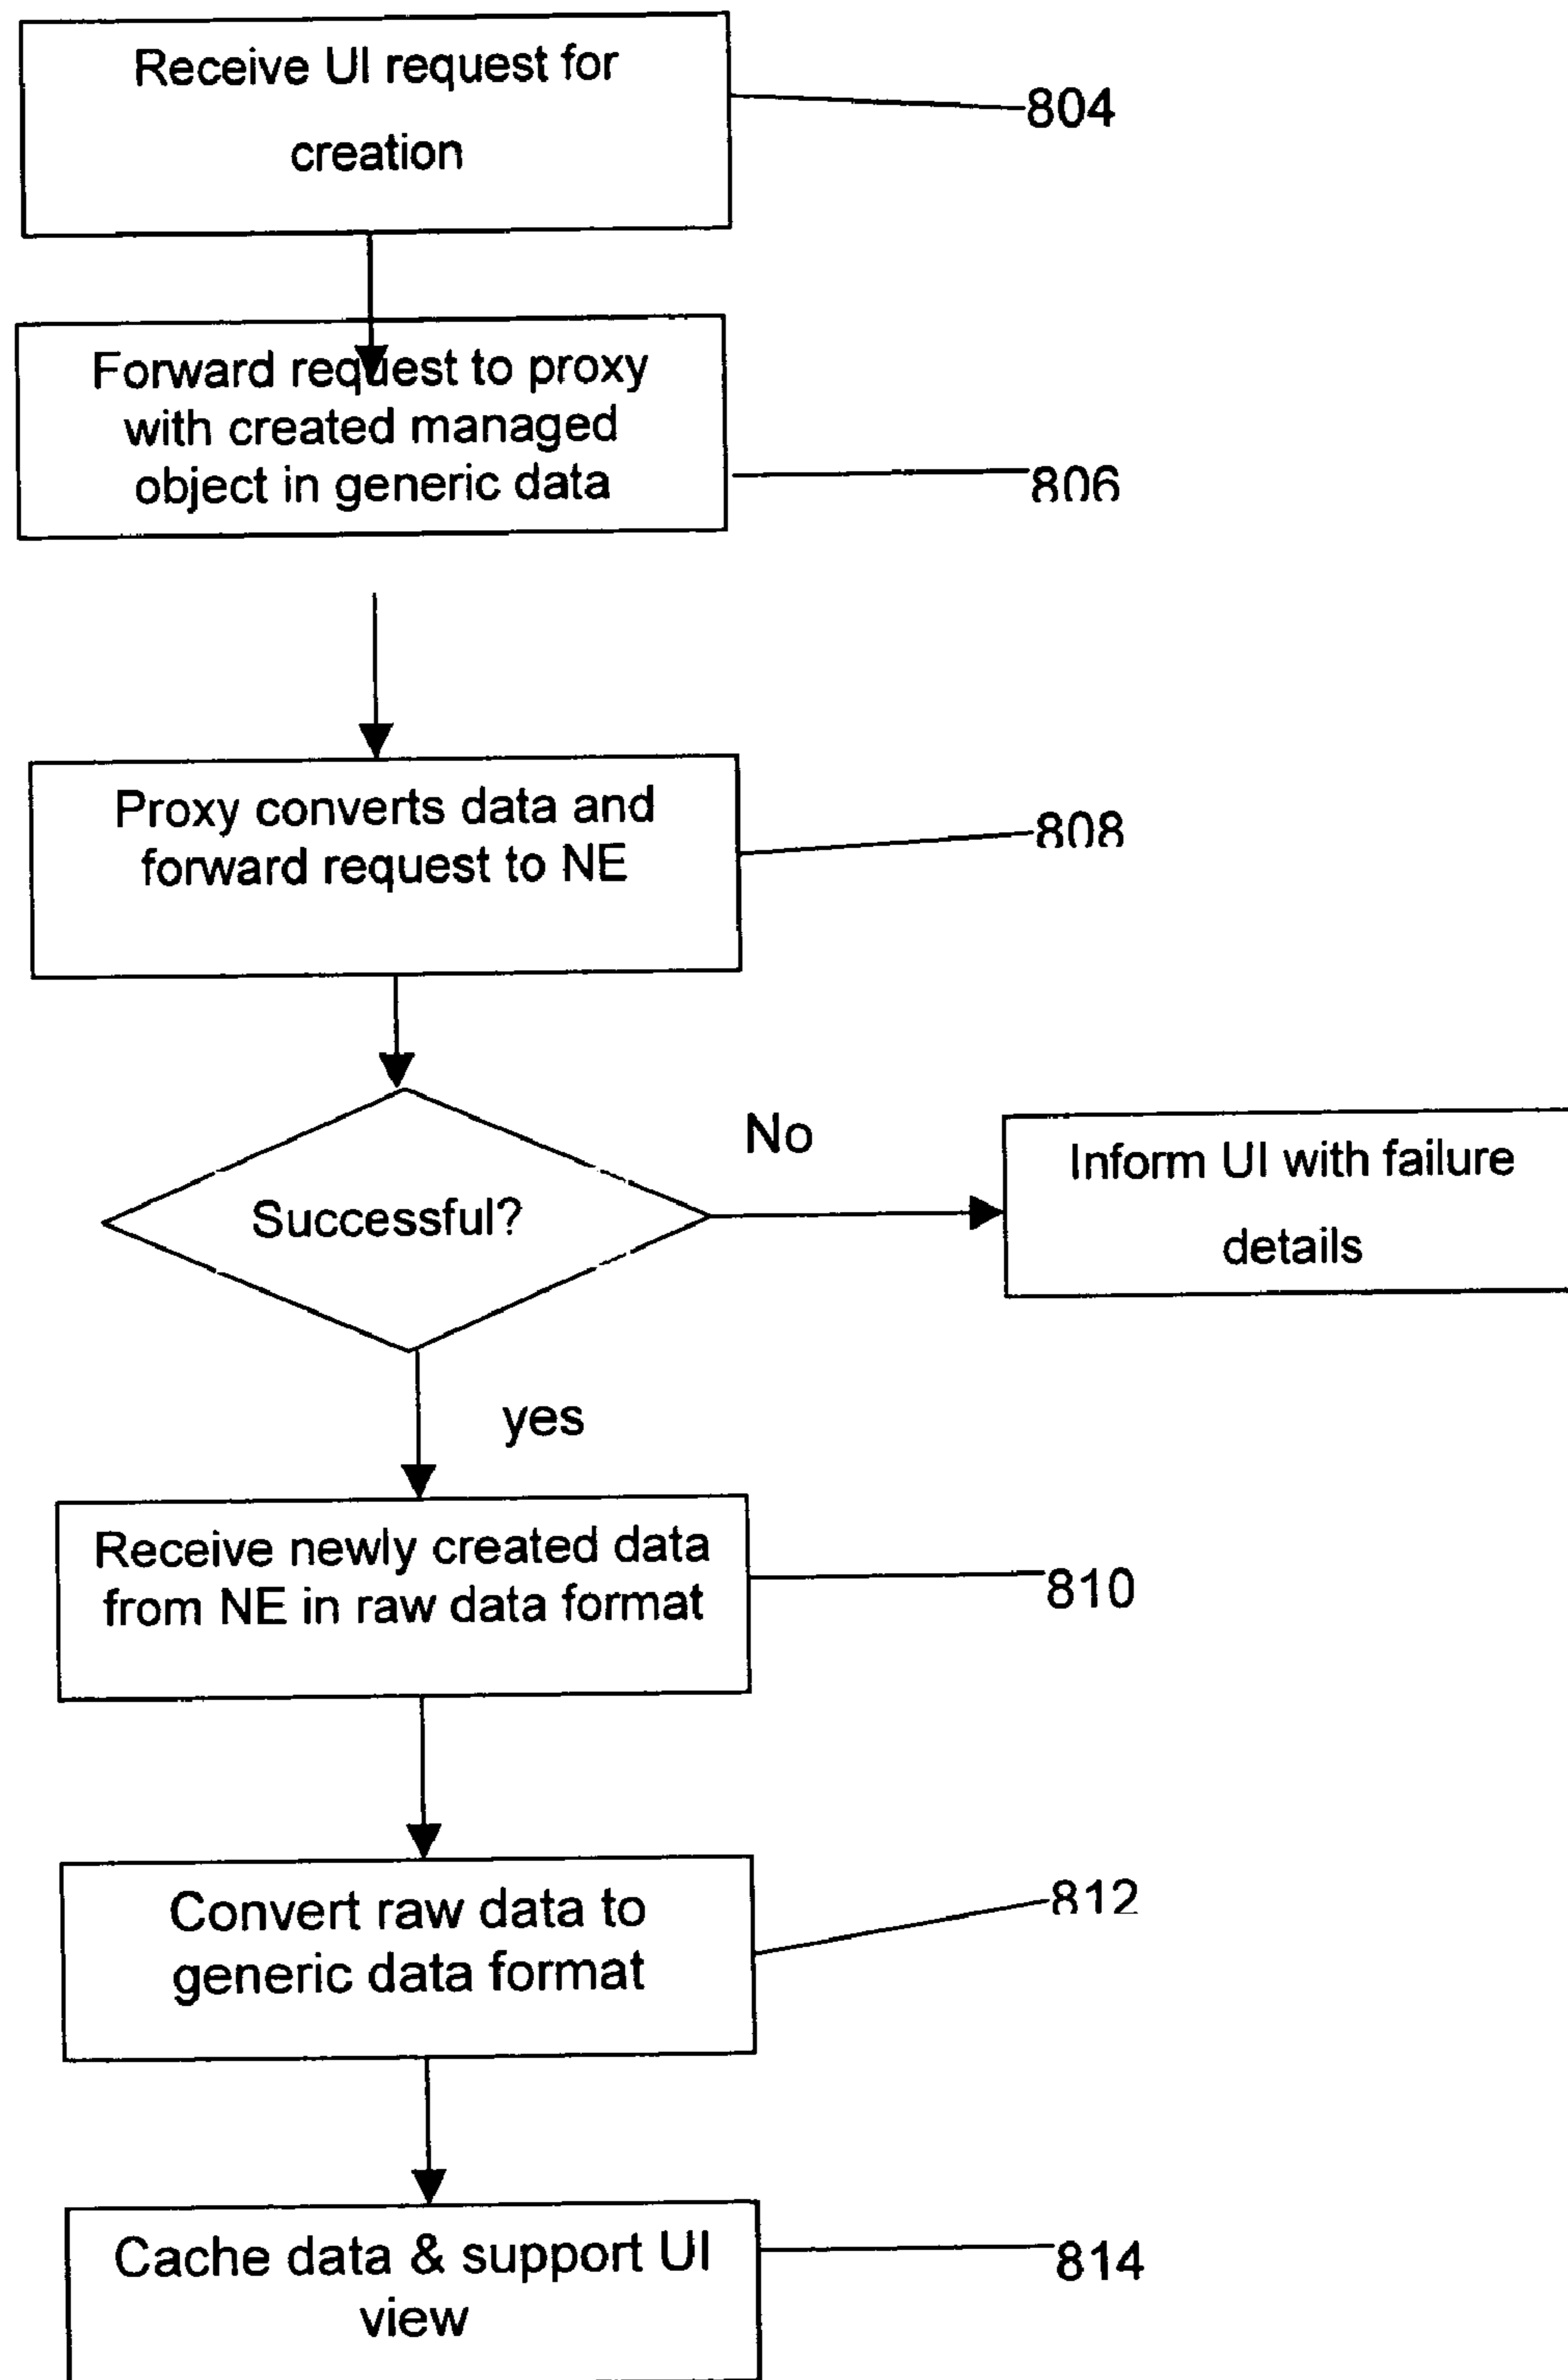 Receive UI request for
creation
804
Forward request to proxy
with created managed
object in generic data
806
Proxy converts data and
forward request to NE
808
Successful?
No
Inform UI with failure
details
yes
Receive newly created data
from NE in raw data format
810
Convert raw data to
generic data format
812
Cache data & support UI
view
814